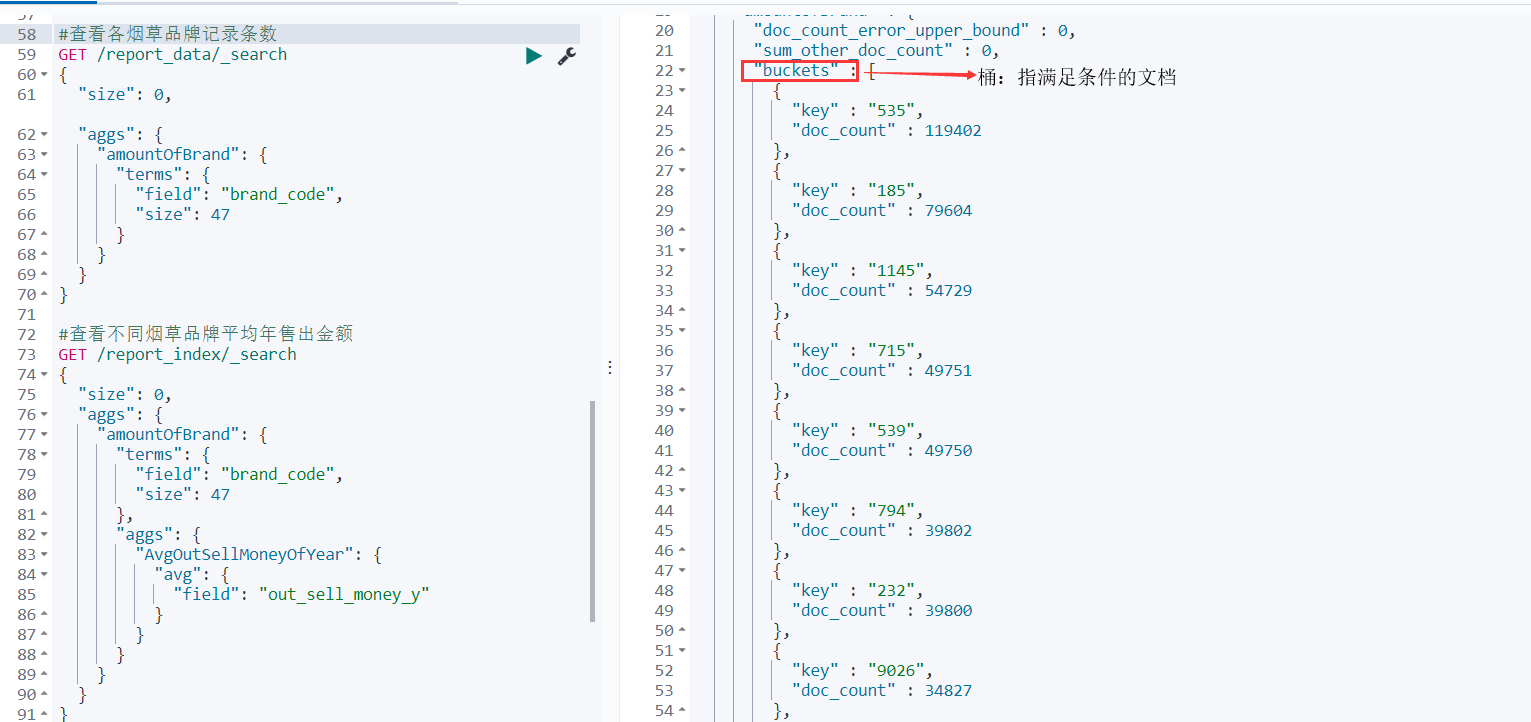 58 #查看各烟草品牌记录条数
59 GET /report_data/_search
60 {
61 "size": 0,
62 "aggs": {
63 "amountOfBrand": {
64 "terms": {
65 "field": "brand_code",
66 "size": 47
67 }
68 }
69 }
70 }
71
72 #查看不同烟草品牌平均年售出金额
73 GET /report_index/_search
74 {
75 "size": 0,
76 "aggs": {
77 "amountOfBrand": {
78 "terms": {
79 "field": "brand_code",
80 "size": 47
81 },
82 "aggs": {
83 "AvgOutSellMoneyOfYear": {
84 "avg": {
85 "field": "out_sell_money_y"
86 }
87 }
88 }
89 }
90 }
91 }
20 "doc_count_error_upper_bound" : 0,
21 "sum_other_doc_count" : 0,
22 "buckets" : [ 桶：指满足条件的文档
23 {
24 "key" : "535",
25 "doc_count" : 119402
26 },
27 {
28 "key" : "185",
29 "doc_count" : 79604
30 },
31 {
32 "key" : "1145",
33 "doc_count" : 54729
34 },
35 {
36 "key" : "715",
37 "doc_count" : 49751
38 },
39 {
40 "key" : "539",
41 "doc_count" : 49750
42 },
43 {
44 "key" : "794",
45 "doc_count" : 39802
46 },
47 {
48 "key" : "232",
49 "doc_count" : 39800
50 },
51 {
52 "key" : "9026",
53 "doc_count" : 34827
54 },